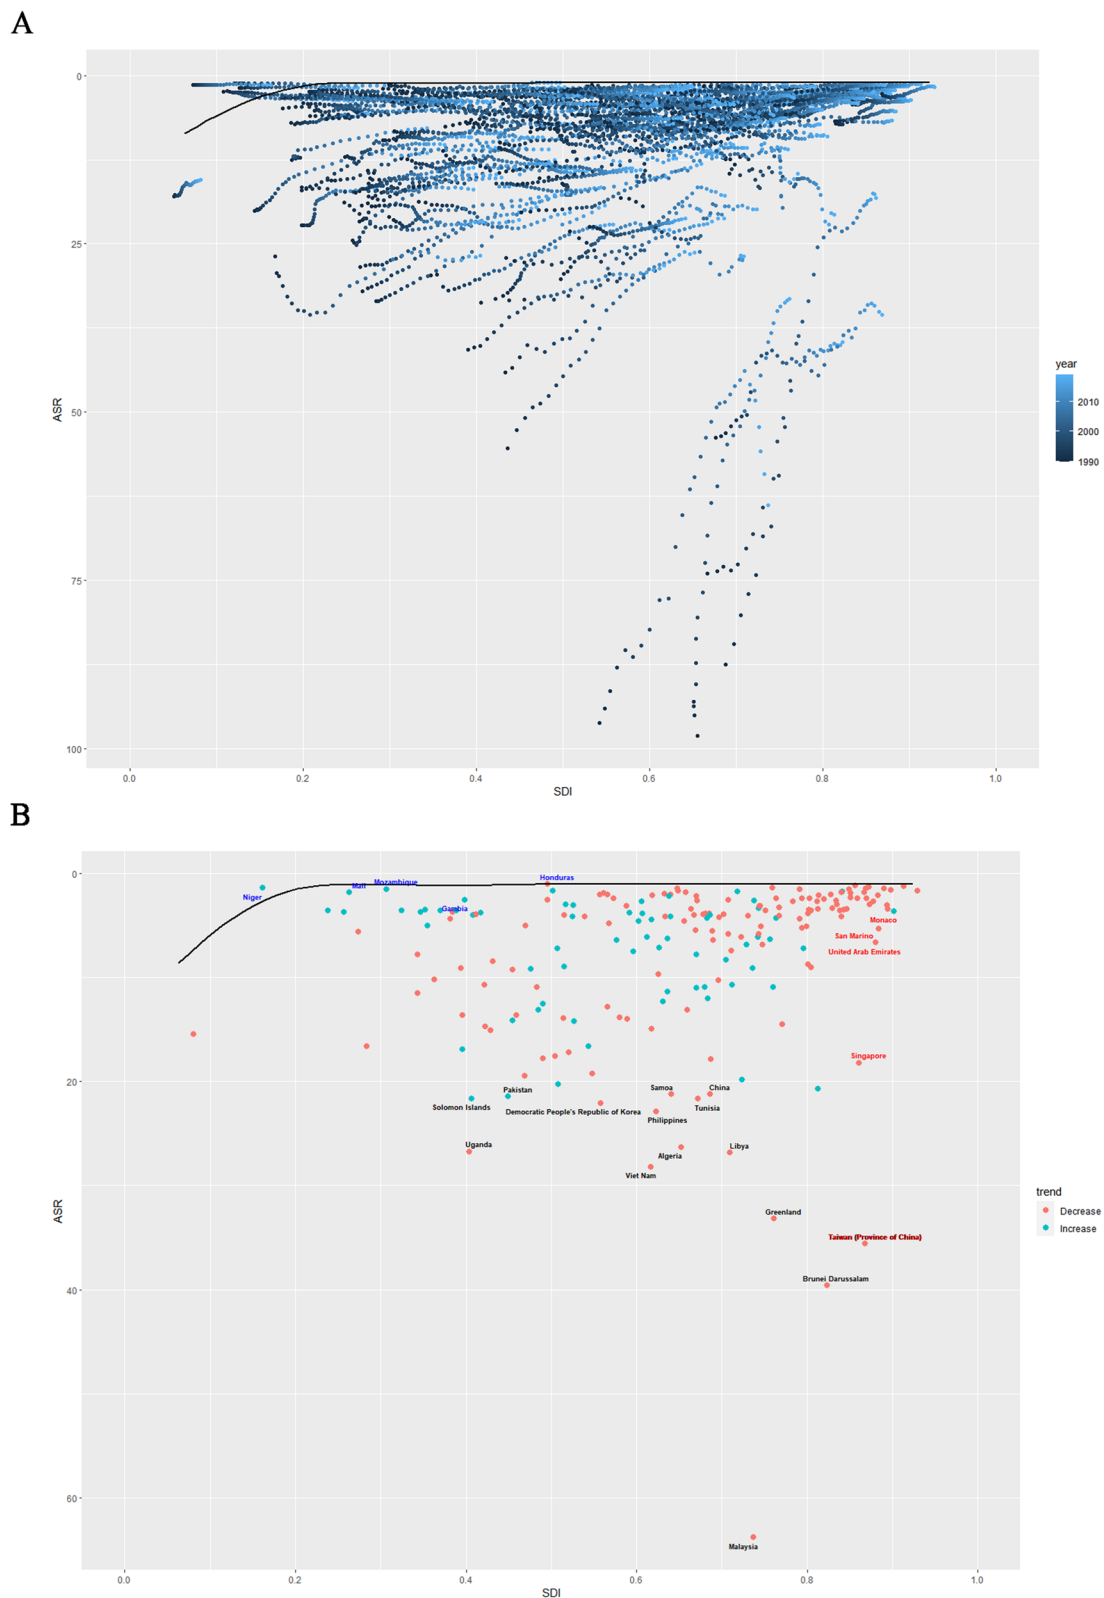 A
0
25
50
75
100
ASR
0.0
0.2
0.4
0.6
0.8
1.0
SDI
year
2010
2000
1990
B
0
20
40
60
ASR
Niger
Mali
Mozambique
Gambia
Honduras
Monaco
San Marino
United Arab Emirates
Singapore
Pakistan
Solomon Islands
Samoa
China
Democratic People's Republic of Korea
Tunisia
Philippines
Uganda
Algeria
Libya
Viet Nam
Greenland
Taiwan (Province of China)
Brunei Darussalam
Malaysia
0.0
0.2
0.4
0.6
0.8
1.0
SDI
trend
Decrease
Increase